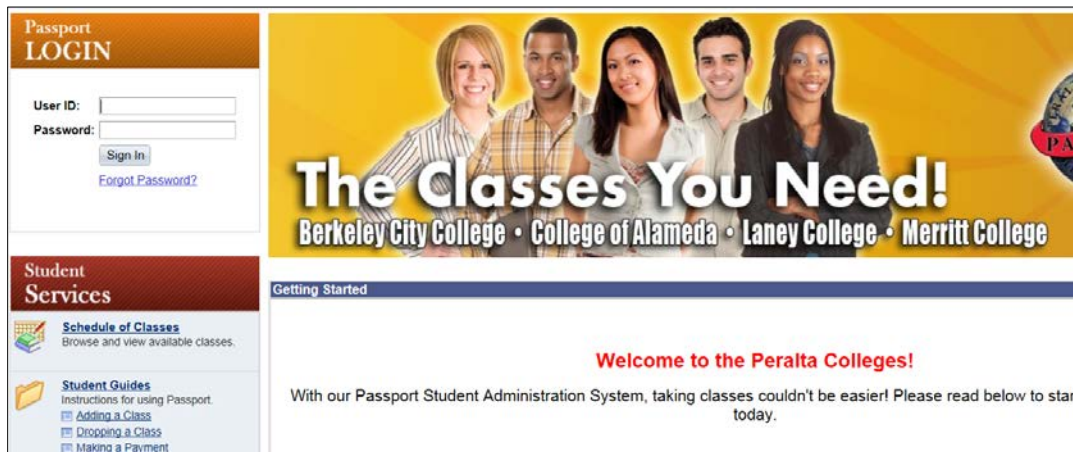 Passport
LOGIN
User ID:
Password:
Sign In
Forgot Password?
The Classes You Need!
Berkeley City College • College of Alameda • Laney College • Merritt College
Student
Services
Schedule of Classes
Browse and view available classes.
Student Guides
Instructions for using Passport.
Adding a Class
Dropping a Class
Making a Payment
Getting Started
Welcome to the Peralta Colleges!
With our Passport Student Administration System, taking classes couldn't be easier! Please read below to star
today.